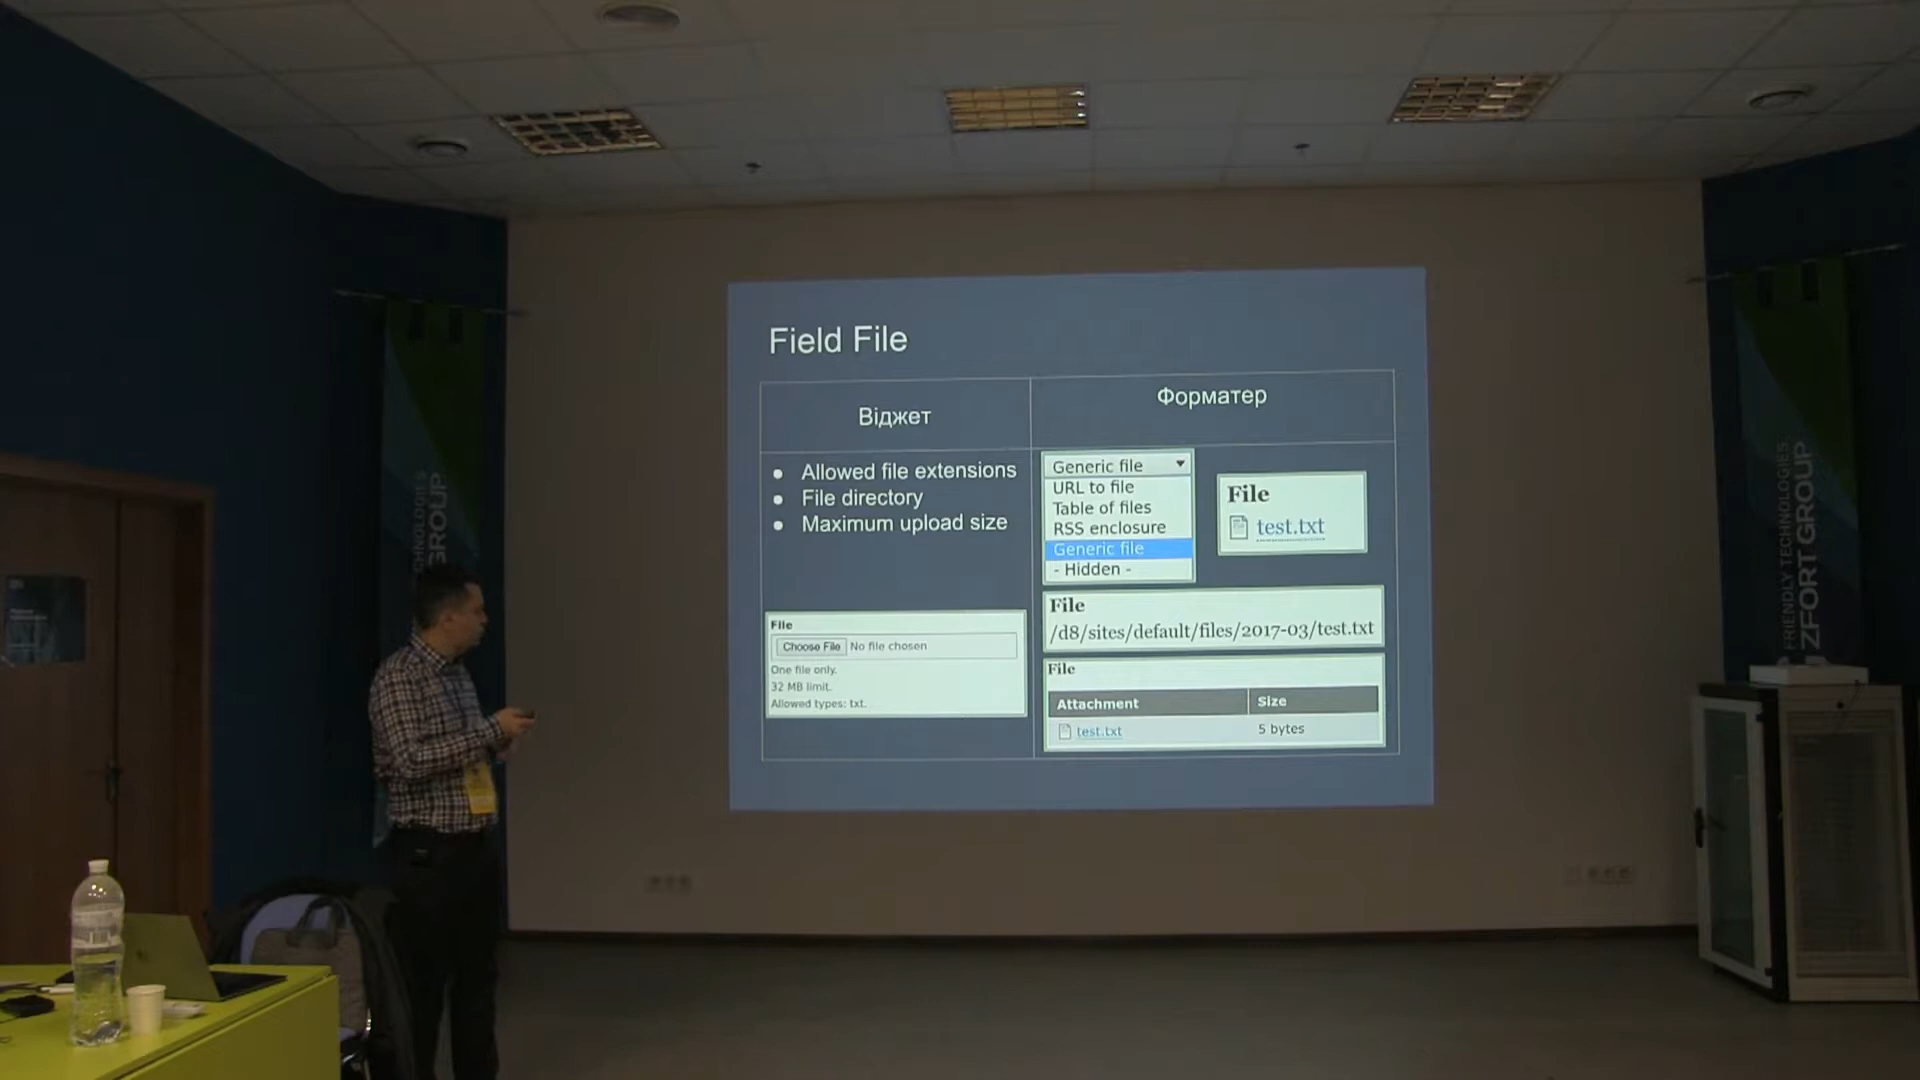 Field File
Віджет
Форматер
Allowed file extensions
File directory
Maximum upload size
File
Choose File No file chosen
One file only.
32 MB limit.
Allowed types: txt.
Generic file
URL to file
Table of files
RSS enclosure
Generic file
- Hidden -
File
test.txt
File
/d8/sites/default/files/2017-03/test.txt
File
Attachment Size
test.txt 5 bytes
GROUP
FRIENDLY TECHNOLOGIES
ZFORT GROUP